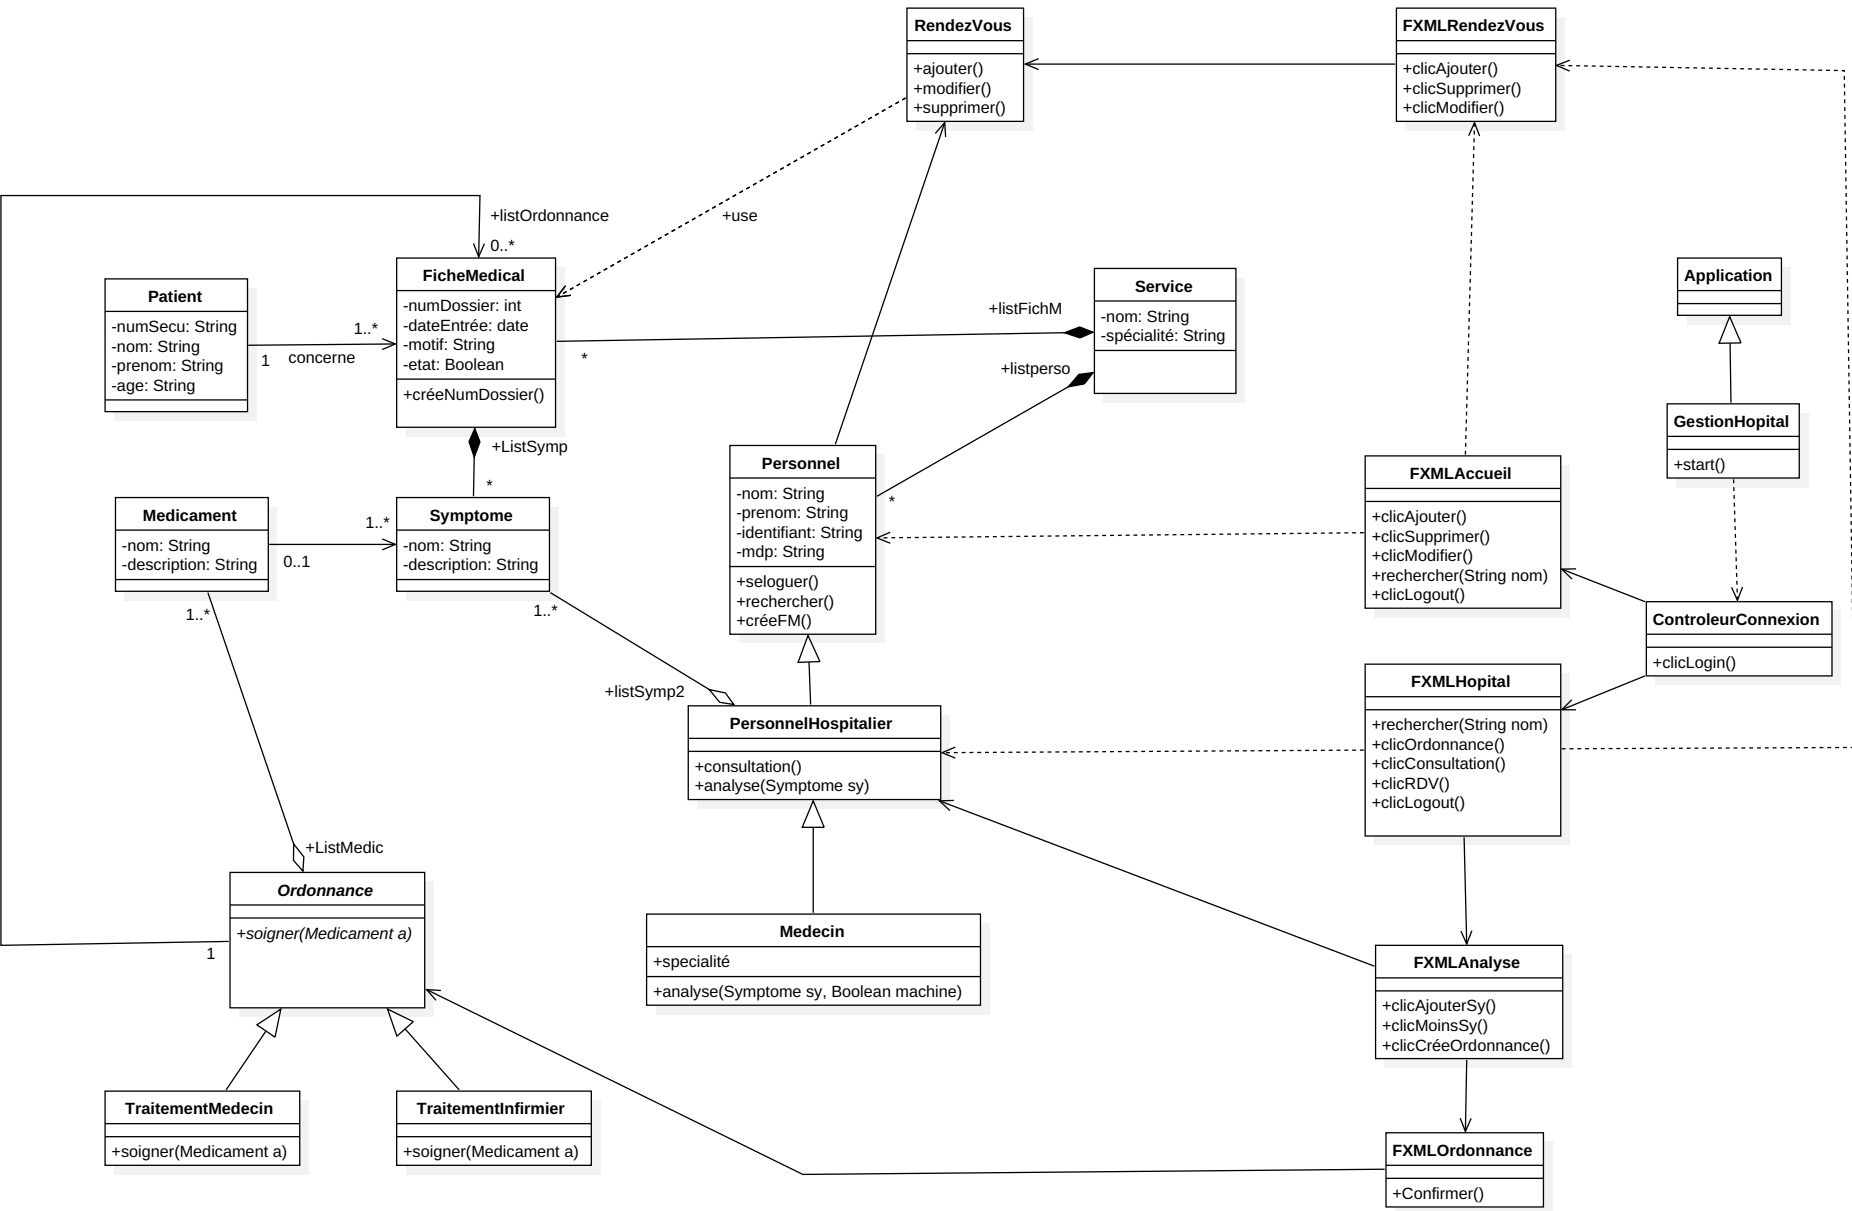 RendezVous
+ajouter()
+modifier()
+supprimer()
FXMLRendezVous
+clicAjouter()
+clicSupprimer()
+clicModifier()
+listOrdonnance
0..*
+use
Patient
-numSecu: String
-nom: String
-prenom: String
-age: String
1
concerne
1..*
FicheMedical
-numDossier: int
-dateEntrée: date
-motif: String
-etat: Boolean
+créeNumDossier()
*
+listFichM
Service
-nom: String
-spécialité: String
+listperso
*
Application
GestionHopital
+start()
+ListSymp
*
Medicament
-nom: String
-description: String
0..1
1..*
Symptome
-nom: String
-description: String
1..*
1..*
Personnel
-nom: String
-prenom: String
-identifiant: String
-mdp: String
+seloguer()
+rechercher()
+créeFM()
FXMLAccueil
+clicAjouter()
+clicSupprimer()
+clicModifier()
+rechercher(String nom)
+clicLogout()
ControleurConnexion
+clicLogin()
+listSymp2
PersonnelHospitalier
+consultation()
+analyse(Symptome sy)
FXMLHopital
+rechercher(String nom)
+clicOrdonnance()
+clicConsultation()
+clicRDV()
+clicLogout()
+ListMedic
Ordonnance
+soigner(Medicament a)
1
Medecin
+specialité
+analyse(Symptome sy, Boolean machine)
FXMLAnalyse
+clicAjouterSy()
+clicMoinsSy()
+clicCréeOrdonnance()
TraitementMedecin
+soigner(Medicament a)
TraitementInfirmier
+soigner(Medicament a)
FXMLOrdonnance
+Confirmer()